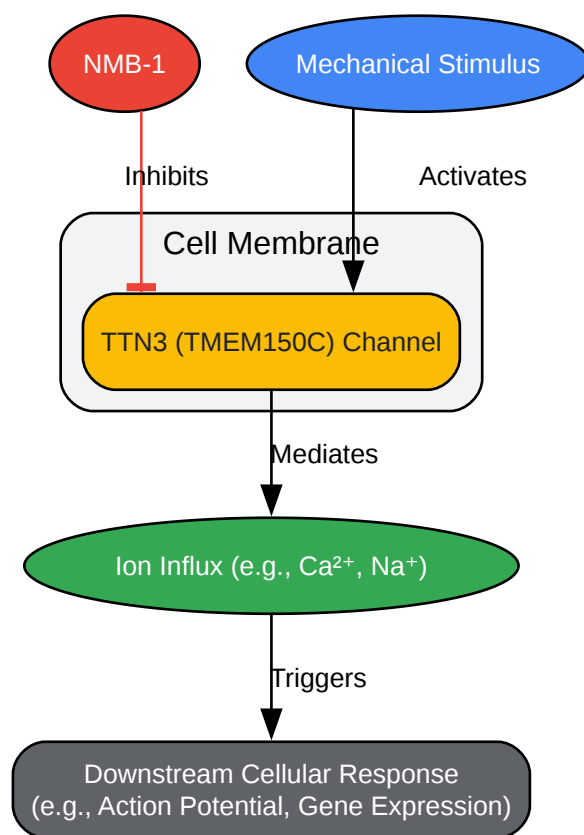 NMB-1
Mechanical Stimulus
Inhibits
Activates
Cell Membrane
TTN3 (TMEM150C) Channel
Mediates
Ion Influx (e.g., Ca²⁺, Na⁺)
Triggers
Downstream Cellular Response
(e.g., Action Potential, Gene Expression)